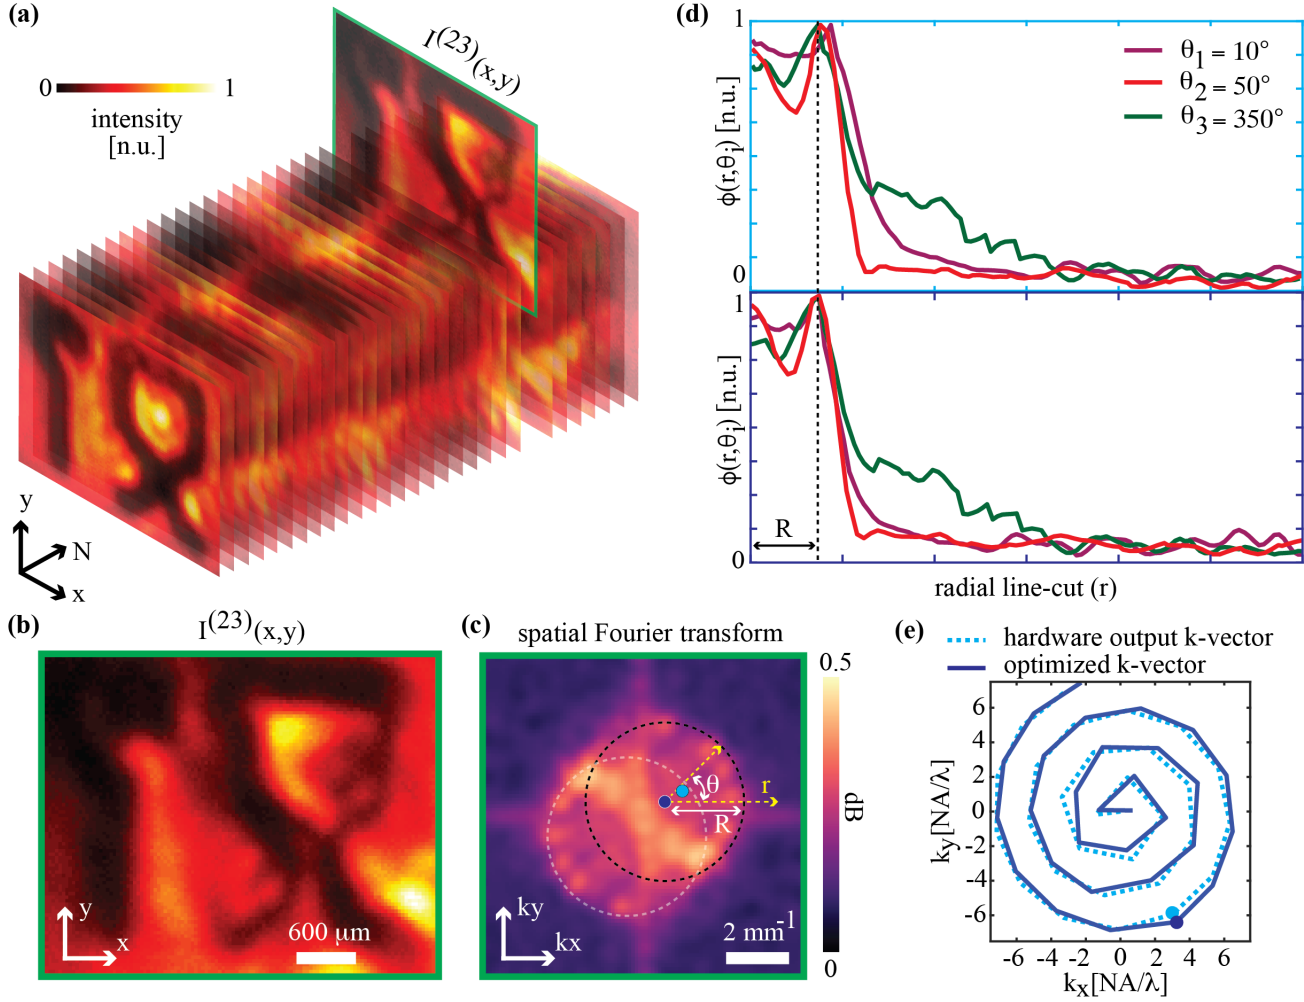 (a)
I(23)(x,y)
0 1
intensity
[n.u.]
y
N
x
(d)
1
θ1 = 10°
θ2 = 50°
θ3 = 350°
ϕ(r,θi) [n.u.]
0
1
ϕ(r,θi) [n.u.]
R
0
radial line-cut (r)
(b)
I(23)(x,y)
y
x
600 μm
(c)
spatial Fourier transform
θ
r
R
ky
kx
2 mm-1
0.5
dB
0
(e)
hardware output k-vector
optimized k-vector
ky[NA/λ]
6
4
2
0
-2
-4
-6
-6 -4 -2 0 2 4 6
kx[NA/λ]